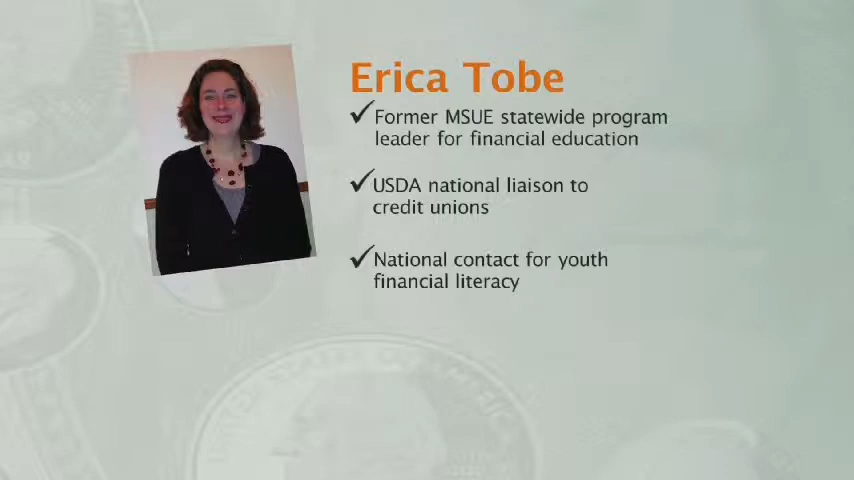 Erica Tobe
Former MSUE statewide program
leader for financial education
USDA national liaison to
credit unions
National contact for youth
financial literacy